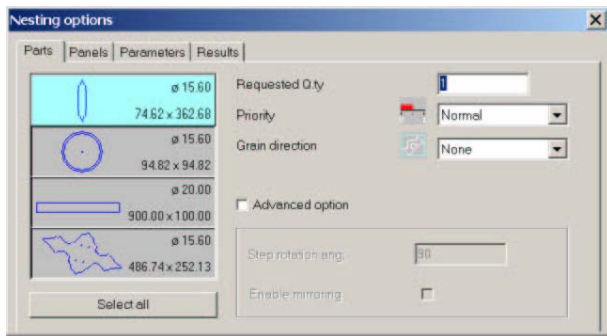 Nesting options
Parts Panels Parameters Results
ø 15.60
74.62 x 362.68
ø 15.60
94.82 x 94.82
ø 20.00
900.00 x 100.00
ø 15.60
486.74 x 252.13
Select all
Requested Q.ty 1
Priority Normal
Grain direction None
Advanced option
Step rotation ang. 90
Enable mirroring